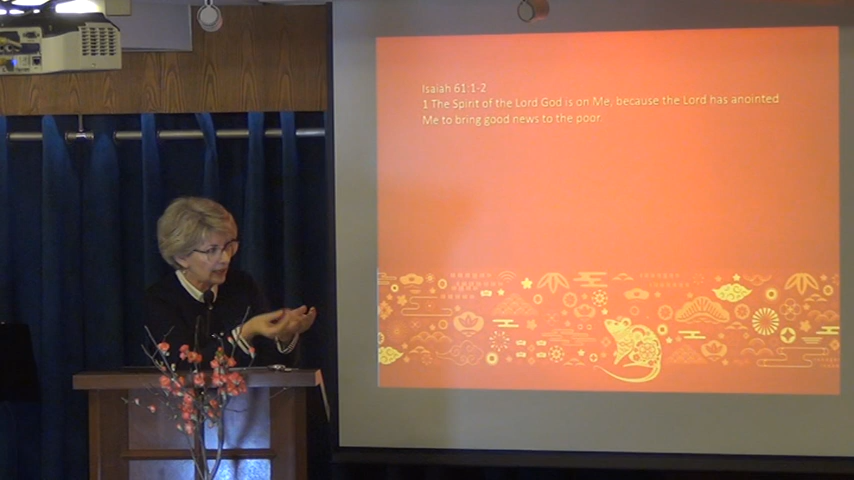 Isaiah 61:1-2
1 The Spirit of the Lord God is on Me, because the Lord has anointed
Me to bring good news to the poor.